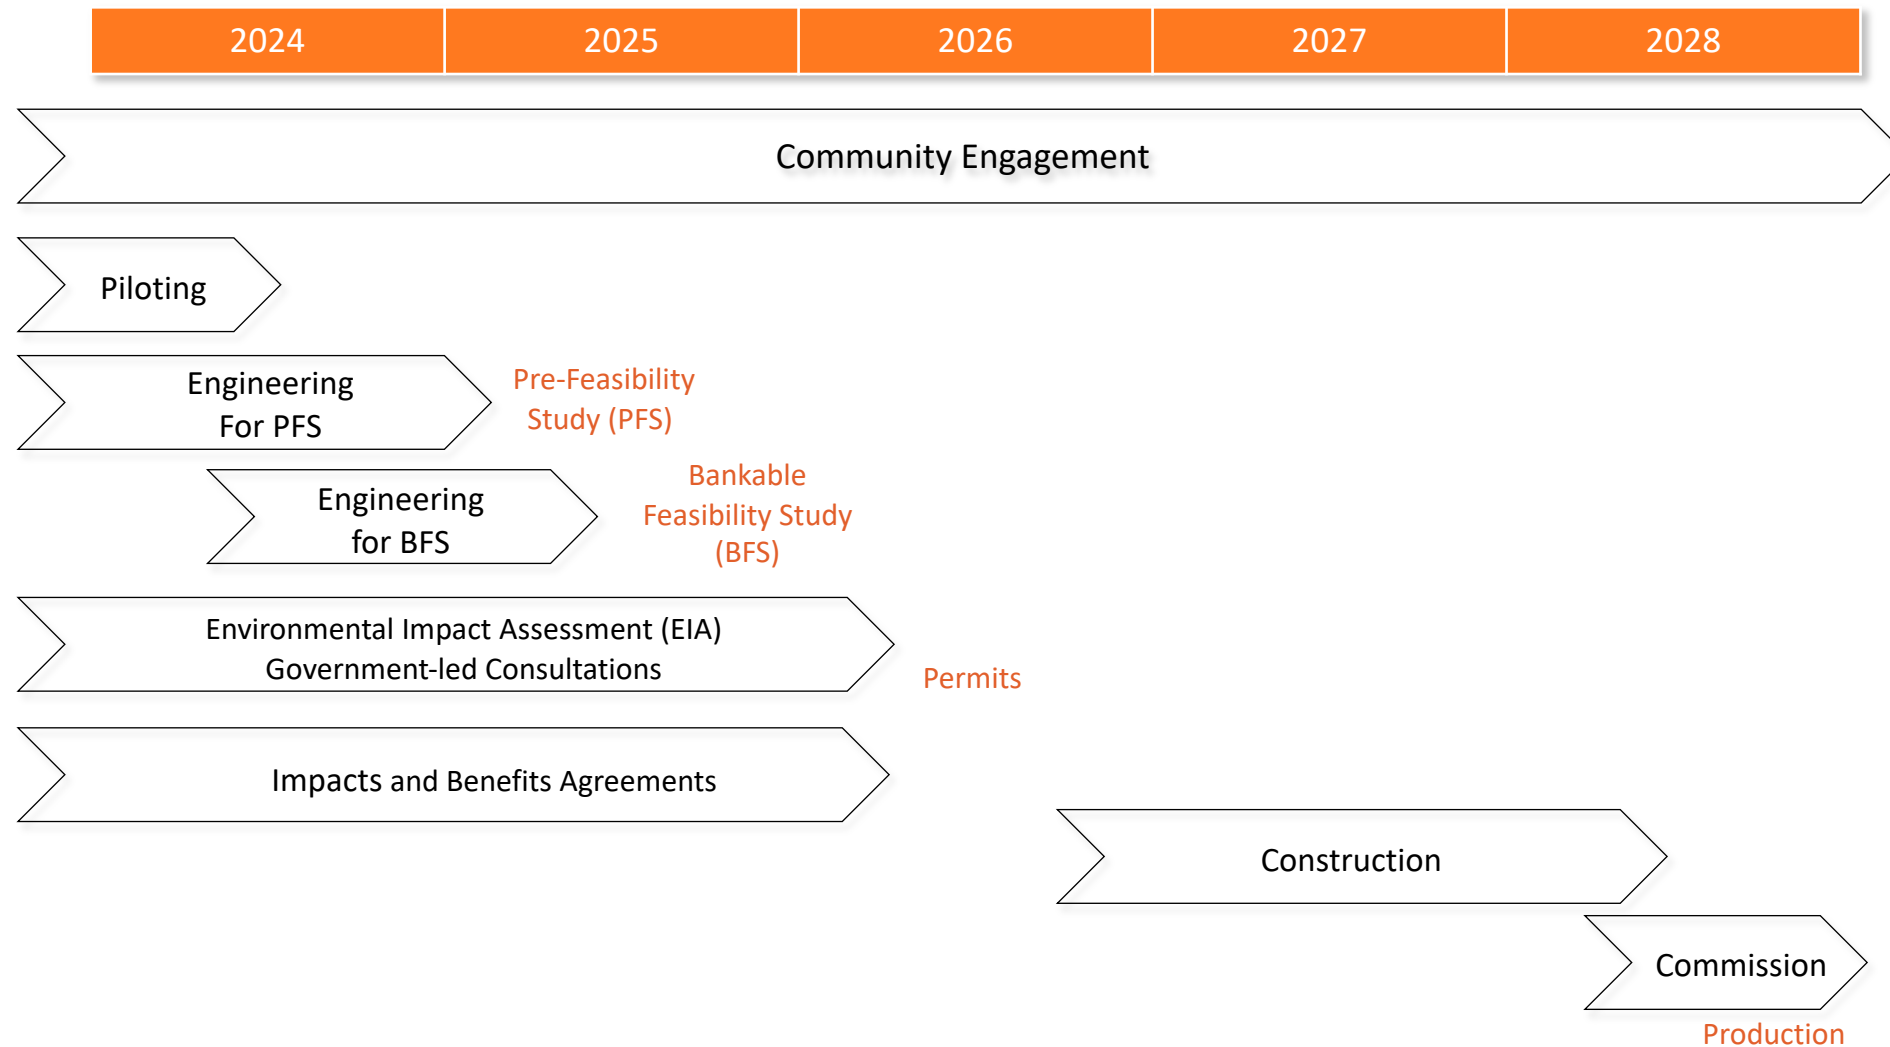 2024 2025 2026 2027 2028
Community Engagement
Piloting
Engineering
For PFS
Pre-Feasibility
Study (PFS)
Engineering
for BFS
Bankable
Feasibility Study
(BFS)
Environmental Impact Assessment (EIA)
Government-led Consultations
Permits
Impacts and Benefits Agreements
Construction
Commission
Production